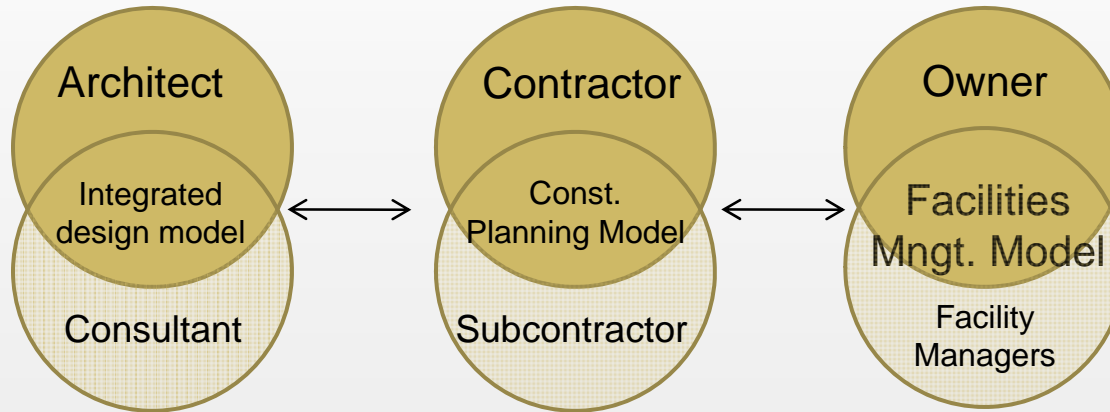 Architect
Integrated
design model
Consultant
Contractor
Const.
Planning Model
Subcontractor
Owner
Facilities
Mngt. Model
Facility
Managers